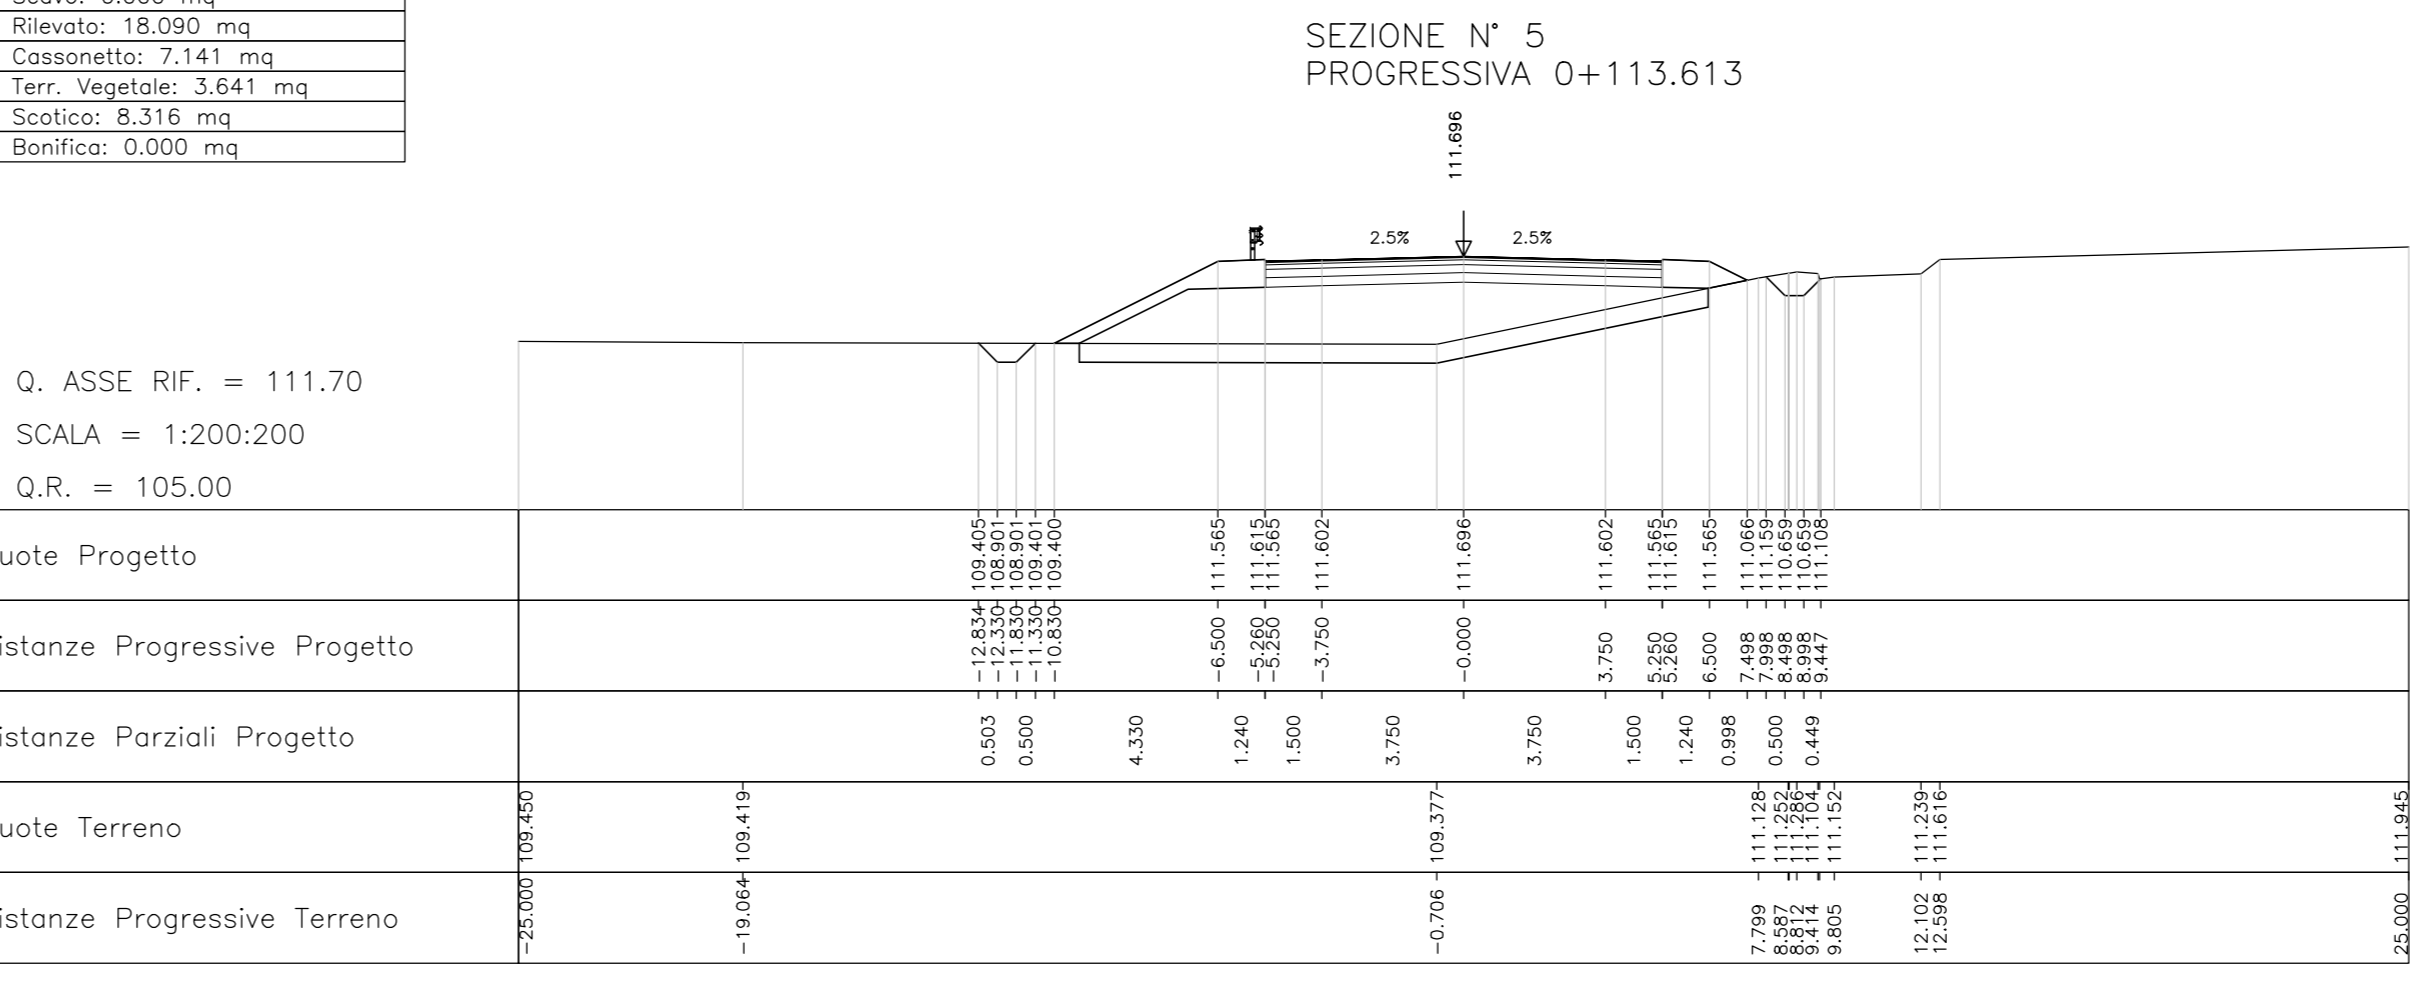 Rilevato: 18.090 mq
Cassonetto: 7.141 mq
Terr. Vegetale: 3.641 mq
Scotico: 8.316 mq
Bonifica: 0.000 mq
SEZIONE N° 5
PROGRESSIVA 0+113.613
111.696
2.5% 2.5%
Q. ASSE RIF. = 111.70
SCALA = 1:200:200
Q.R. = 105.00
uote Progetto 109.405 108.901 108.901 109.401 109.400 111.565 111.615 111.565 111.602 111.696 111.602 111.565 111.615 111.565 111.066 111.159 110.659 110.659 111.108
istanze Progressive Progetto -12.834 -12.330 -11.830 -11.330 -10.830 -6.500 -5.260 -5.250 -3.750 -0.000 3.750 5.250 5.260 6.500 7.498 7.998 8.498 8.998 9.447
istanze Parziali Progetto 0.503 0.500 4.330 1.240 1.500 3.750 3.750 1.500 1.240 0.998 0.500 0.449
uote Terreno 109.450 109.419 109.377 111.128 111.252 111.286 111.104 111.152 111.239 111.616 111.945
istanze Progressive Terreno -25.000 -19.064 -0.706 7.799 8.587 8.812 9.414 9.805 12.102 12.598 25.000